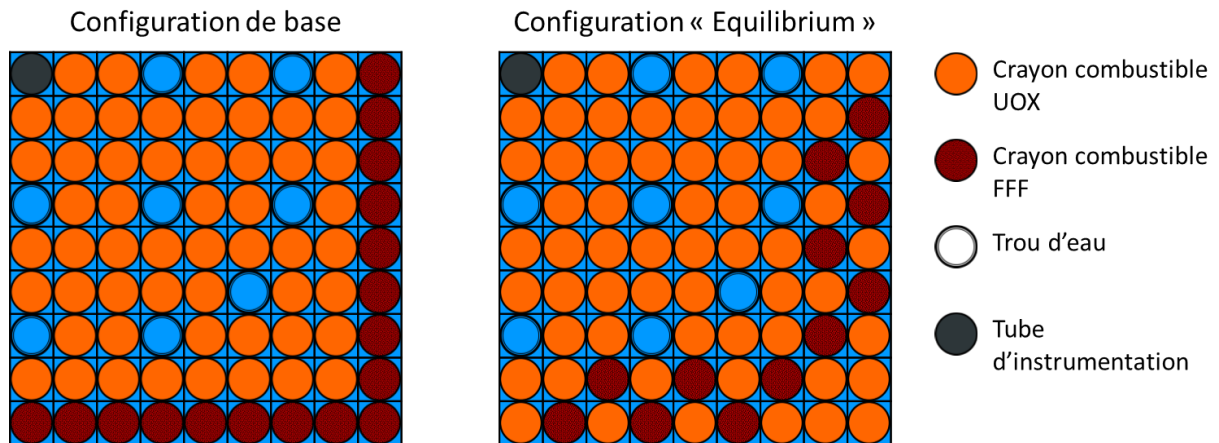 Configuration de base
Configuration « Equilibrium »
Crayon combustible
UOX
Crayon combustible
FFF
Trou d'eau
Tube
d'instrumentation